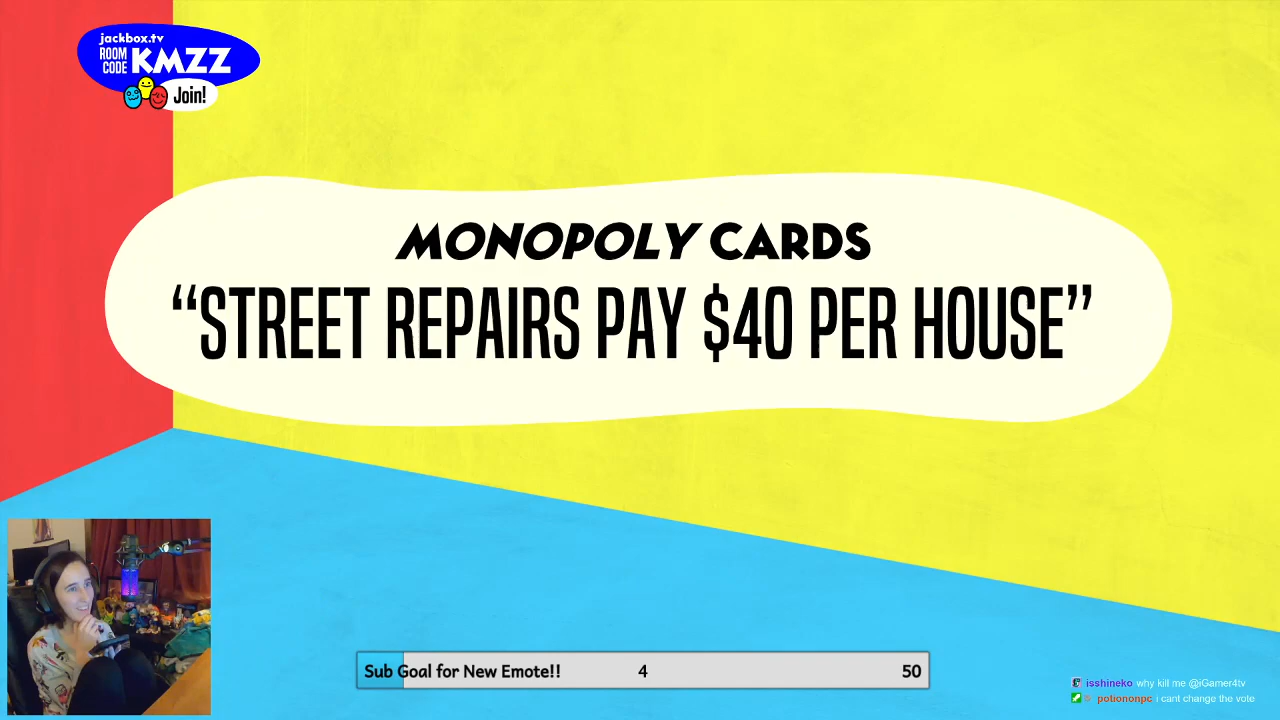 jackbox.tv
ROOM CODE KMZZ
Join!
MONOPOLY CARDS
“STREET REPAIRS PAY $40 PER HOUSE”
Sub Goal for New Emote!! 4 50
isshineko why kill me @iGamer4tv
potiononpc i cant change the vote